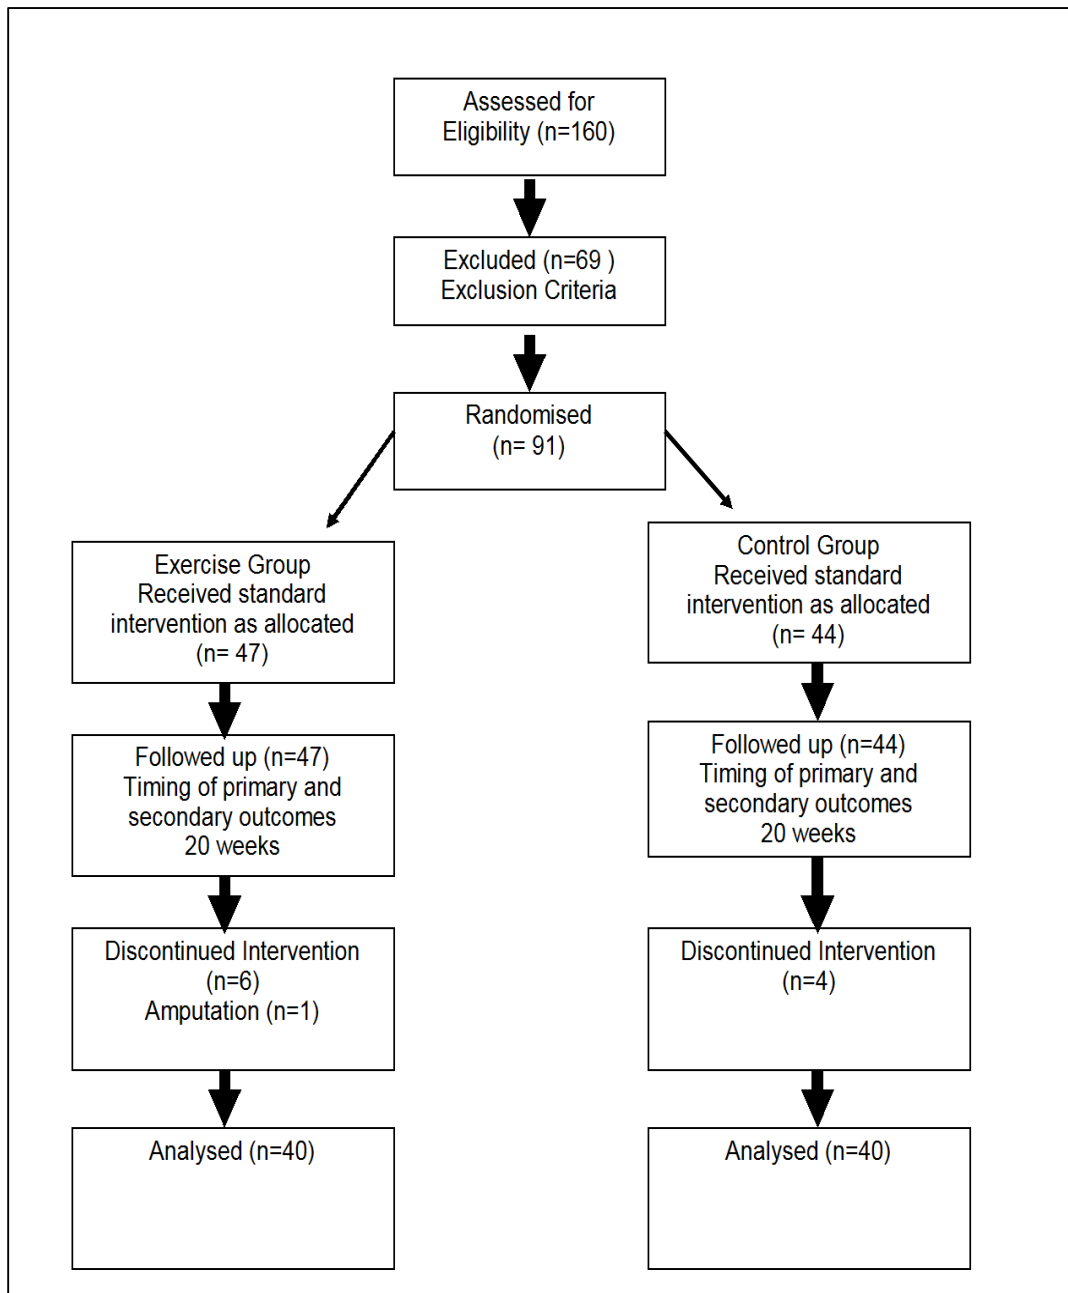 Assessed for
Eligibility (n=160)
Excluded (n=69 )
Exclusion Criteria
Randomised
(n= 91)
Exercise Group
Received standard
intervention as allocated
(n= 47)
Control Group
Received standard
intervention as allocated
(n= 44)
Followed up (n=47)
Timing of primary and
secondary outcomes
20 weeks
Followed up (n=44)
Timing of primary and
secondary outcomes
20 weeks
Discontinued Intervention
(n=6)
Amputation (n=1)
Discontinued Intervention
(n=4)
Analysed (n=40)
Analysed (n=40)